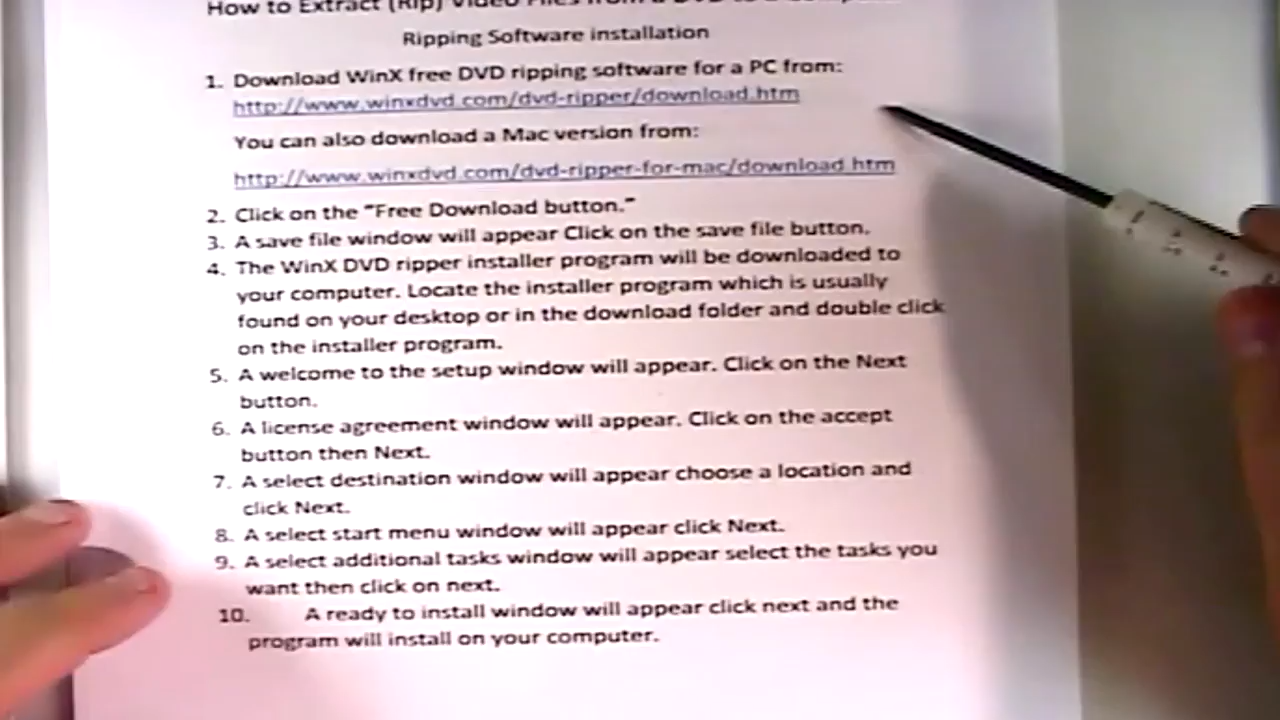 How to Extract (Rip) Video Files from a DVD to a
Ripping Software installation
1. Download WinX free DVD ripping software for a PC from:
http://www.winxdvd.com/dvd-ripper/download.htm
You can also download a Mac version from:
http://www.winxdvd.com/dvd-ripper-for-mac/download.htm
2. Click on the "Free Download button."
3. A save file window will appear Click on the save file button.
4. The WinX DVD ripper installer program will be downloaded to
your computer. Locate the installer program which is usually
found on your desktop or in the download folder and double click
on the installer program.
5. A welcome to the setup window will appear. Click on the Next
button.
6. A license agreement window will appear. Click on the accept
button then Next.
7. A select destination window will appear choose a location and
click Next.
8. A select start menu window will appear click Next.
9. A select additional tasks window will appear select the tasks you
want then click on next.
10. A ready to install window will appear click next and the
program will install on your computer.